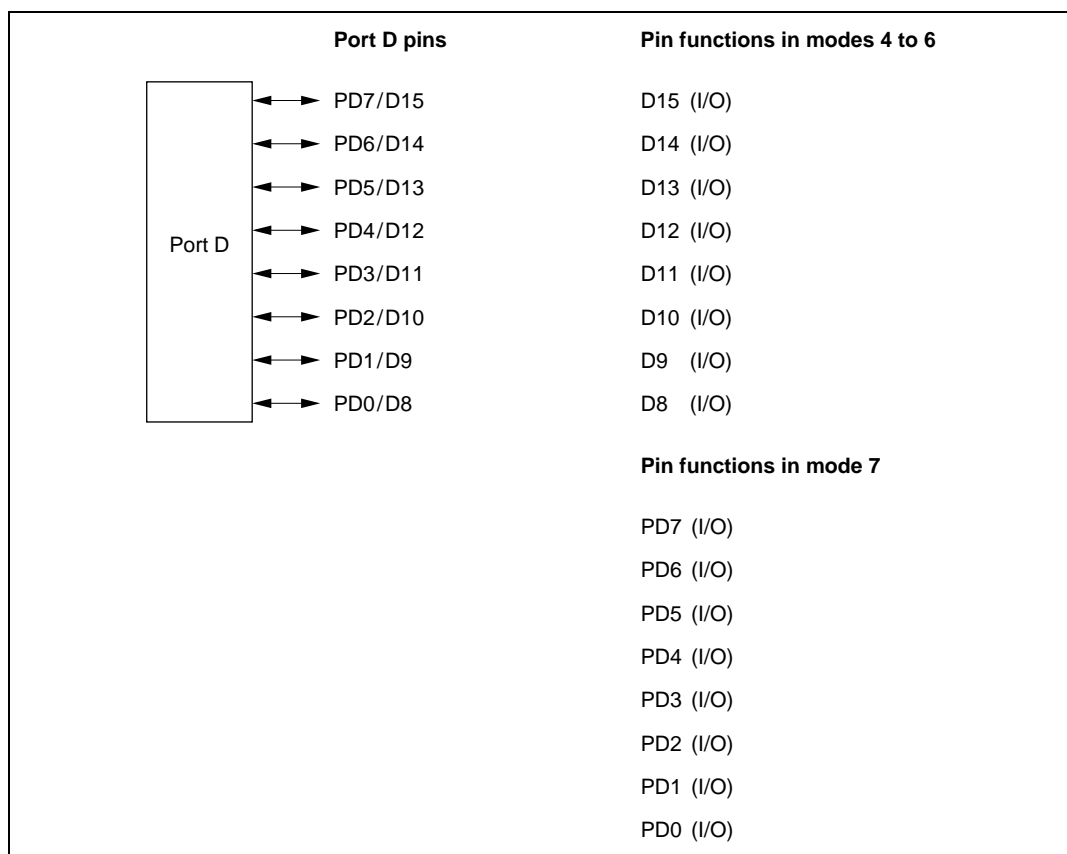 Port D pins Pin functions in modes 4 to 6
PD7/D15 D15 (I/O)
PD6/D14 D14 (I/O)
PD5/D13 D13 (I/O)
PD4/D12 D12 (I/O)
Port D
PD3/D11 D11 (I/O)
PD2/D10 D10 (I/O)
PD1/D9 D9 (I/O)
PD0/D8 D8 (I/O)
Pin functions in mode 7
PD7 (I/O)
PD6 (I/O)
PD5 (I/O)
PD4 (I/O)
PD3 (I/O)
PD2 (I/O)
PD1 (I/O)
PD0 (I/O)